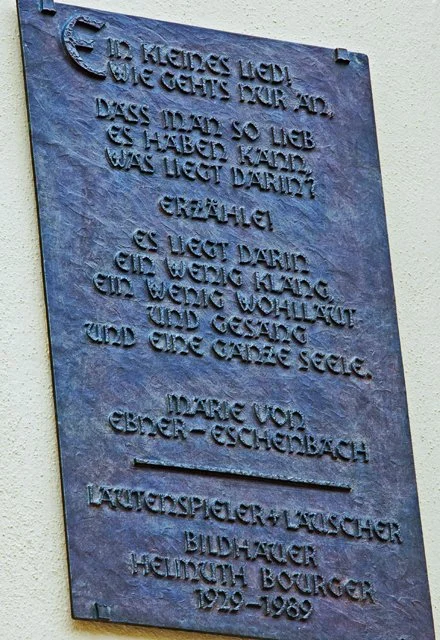 EIN KLEINES LIED!
WIE GEHTS NUR AN,
DASS MAN SO LIEB
ES HABEN KANN,
WAS LIEGT DARIN?
ERZÄHLE!
ES LIEGT DARIN
EIN WENIG KLANG,
EIN WENIG WOHLLAUT
UND GESANG
UND EINE GANZE SEELE.
MARIE VON
EBNER-ESCHENBACH
LAUTENSPIELER+LAUSCHER
BILDHAUER
HELMUTH BOURGER
1929-1989